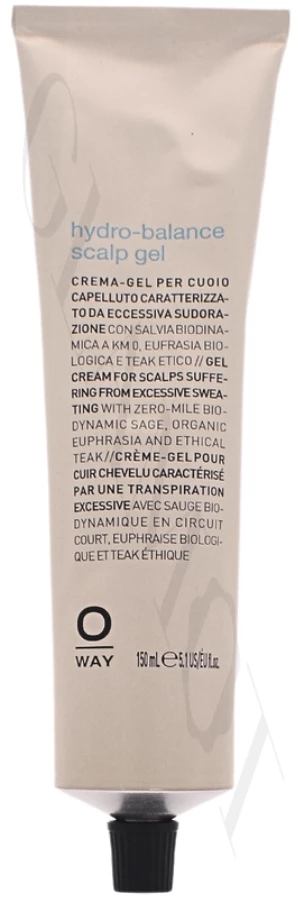 hydro-balance
scalp gel
CREMA-GEL PER CUOIO
CAPELLUTO CARATTERIZZA-
TO DA ECCESSIVA SUDORA-
ZIONE CON SALVIA BIODINA-
MICA A KM 0, EUFRASIA BIO-
LOGICA E TEAK ETICO // GEL
CREAM FOR SCALPS SUFFE-
RING FROM EXCESSIVE SWEA-
TING WITH ZERO-MILE BIO-
DYNAMIC SAGE, ORGANIC
EUPHRASIA AND ETHICAL
TEAK//CRÈME-GEL POUR
CUIR CHEVELU CARACTÉRISÉ
PAR UNE TRANSPIRATION
EXCESSIVE AVEC SAUGE BIO-
DYNAMIQUE EN CIRCUIT
COURT, EUPHRAISE BIOLOGI-
QUE ET TEAK ÉTHIQUE
O
WAY
150 mL e 5.1 US/EU fl.oz.